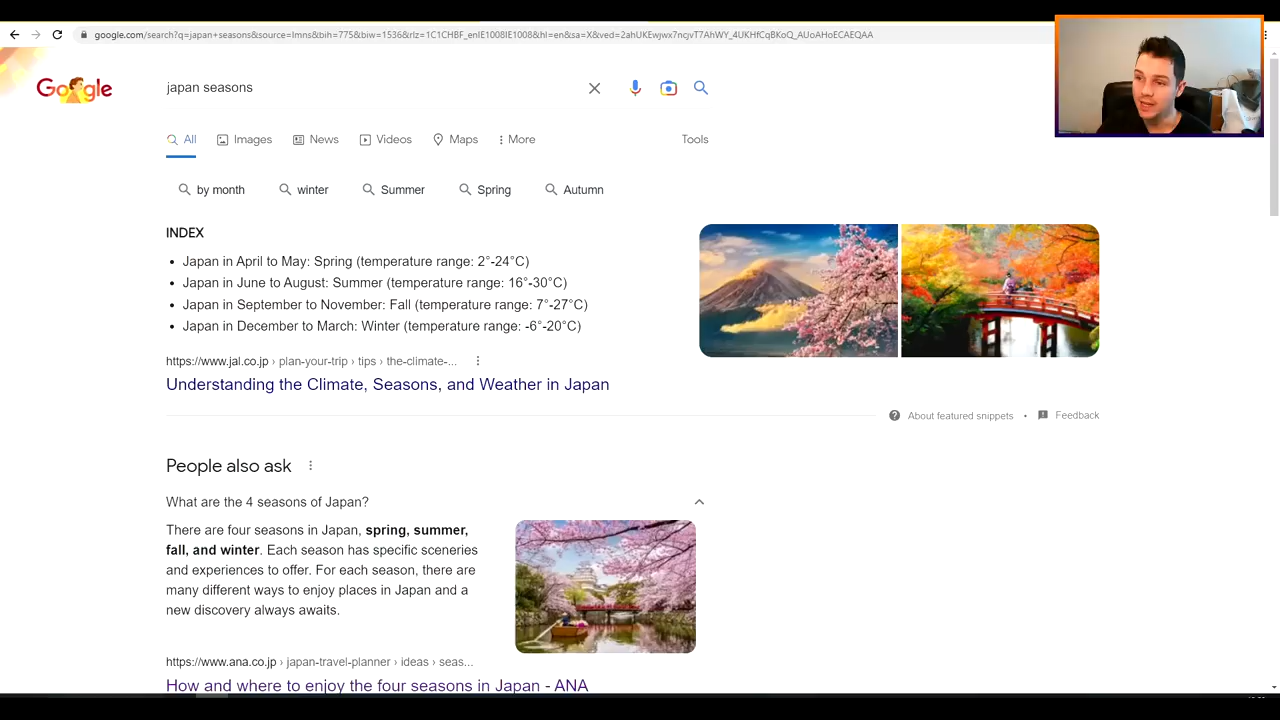 google.com/search?q=japan+seasons&source=lmns&bih=775&biw=1536&rlz=1C1CHBF_enIE1008IE1008&hl=en&sa=X&ved=2ahUKEwjwx7ncjvT7AhWY_4UKHfCqBKoQ_AUoAHoECAEQAA
Google
japan seasons
All Images News Videos Maps More Tools
by month winter Summer Spring Autumn
INDEX
• Japan in April to May: Spring (temperature range: 2°-24°C)
• Japan in June to August: Summer (temperature range: 16°-30°C)
• Japan in September to November: Fall (temperature range: 7°-27°C)
• Japan in December to March: Winter (temperature range: -6°-20°C)
https://www.jal.co.jp › plan-your-trip › tips › the-climate-...
Understanding the Climate, Seasons, and Weather in Japan
About featured snippets • Feedback
People also ask
What are the 4 seasons of Japan?
There are four seasons in Japan, spring, summer,
fall, and winter. Each season has specific sceneries
and experiences to offer. For each season, there are
many different ways to enjoy places in Japan and a
new discovery always awaits.
https://www.ana.co.jp › japan-travel-planner › ideas › seas...
How and where to enjoy the four seasons in Japan - ANA